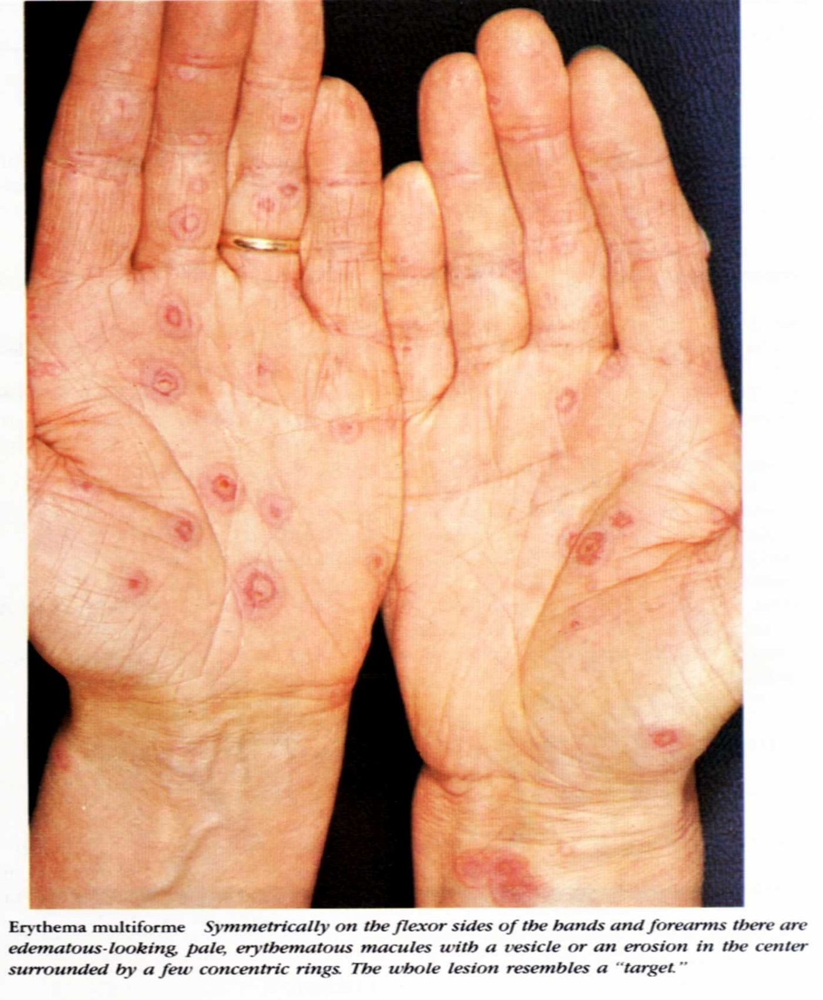 Erythema multiforme Symmetrically on the flexor sides of the hands and forearms there are
edematous-looking, pale, erythematous macules with a vesicle or an erosion in the center
surrounded by a few concentric rings. The whole lesion resembles a “target.”